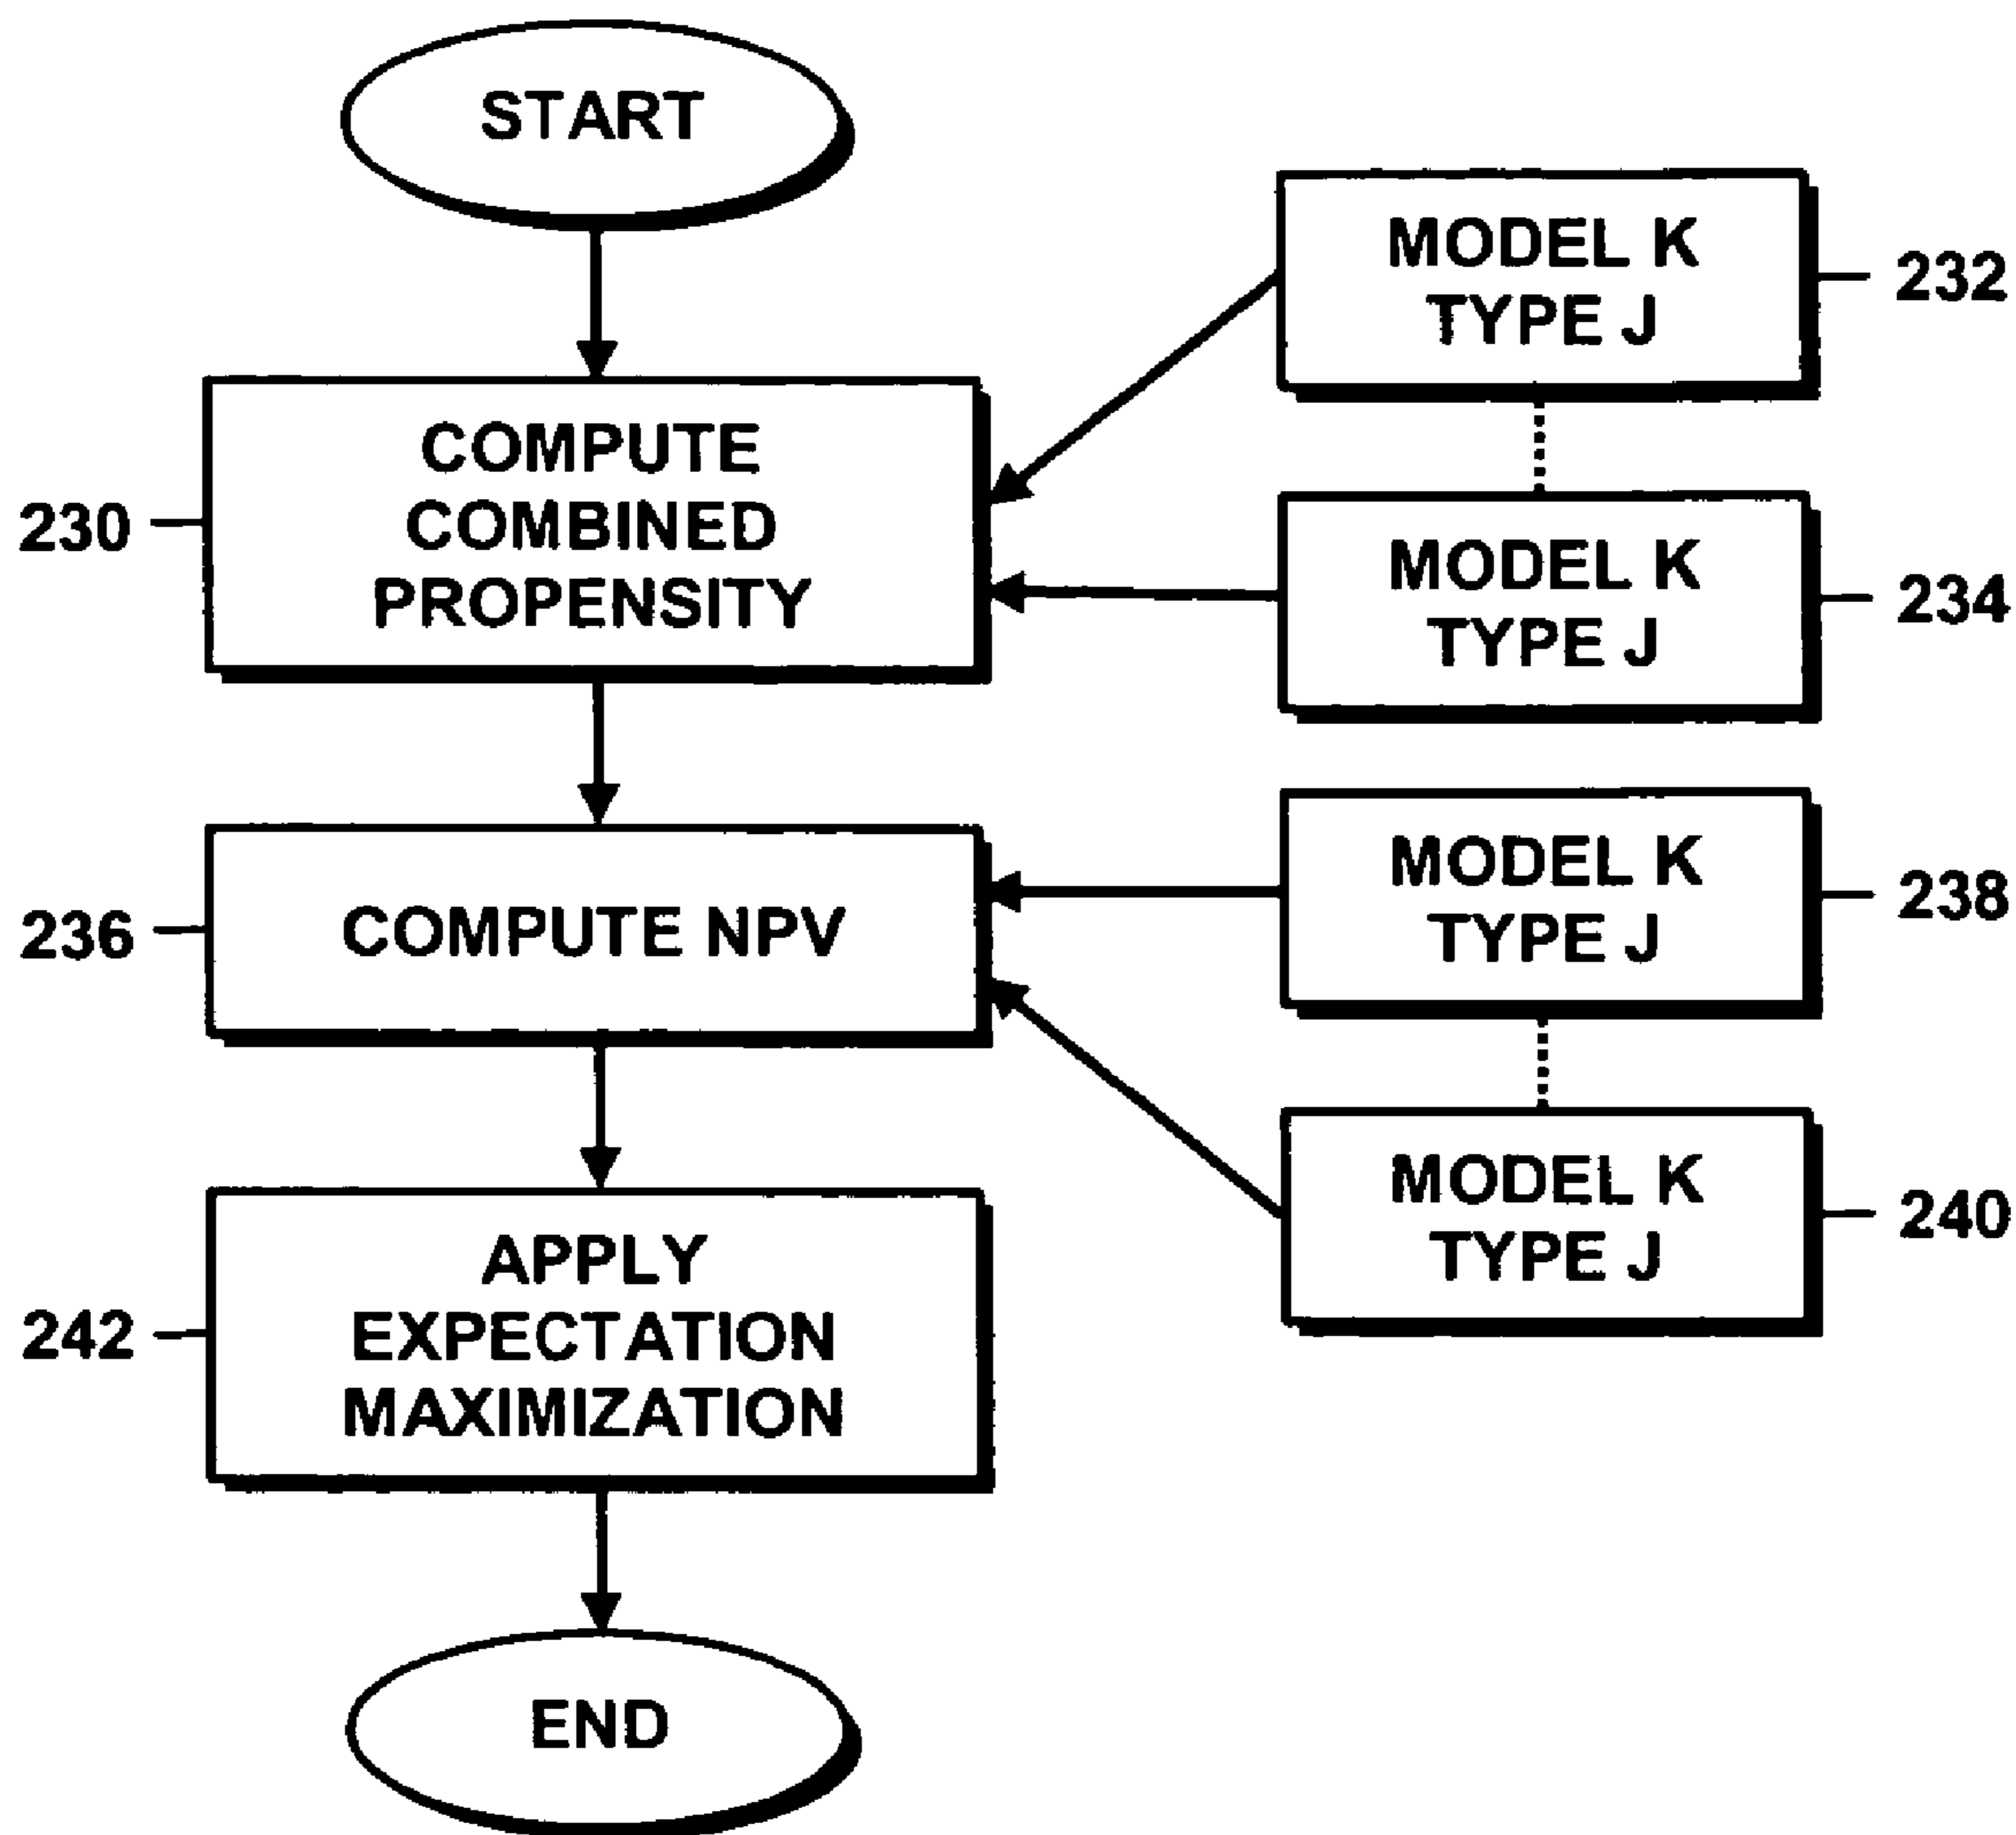 START
MODEL K
TYPE J
232
COMPUTE
COMBINED
PROPENSITY
230
MODEL K
TYPE J
234
COMPUTE NPV
236
MODEL K
TYPE J
238
MODEL K
TYPE J
240
APPLY
EXPECTATION
MAXIMIZATION
242
END